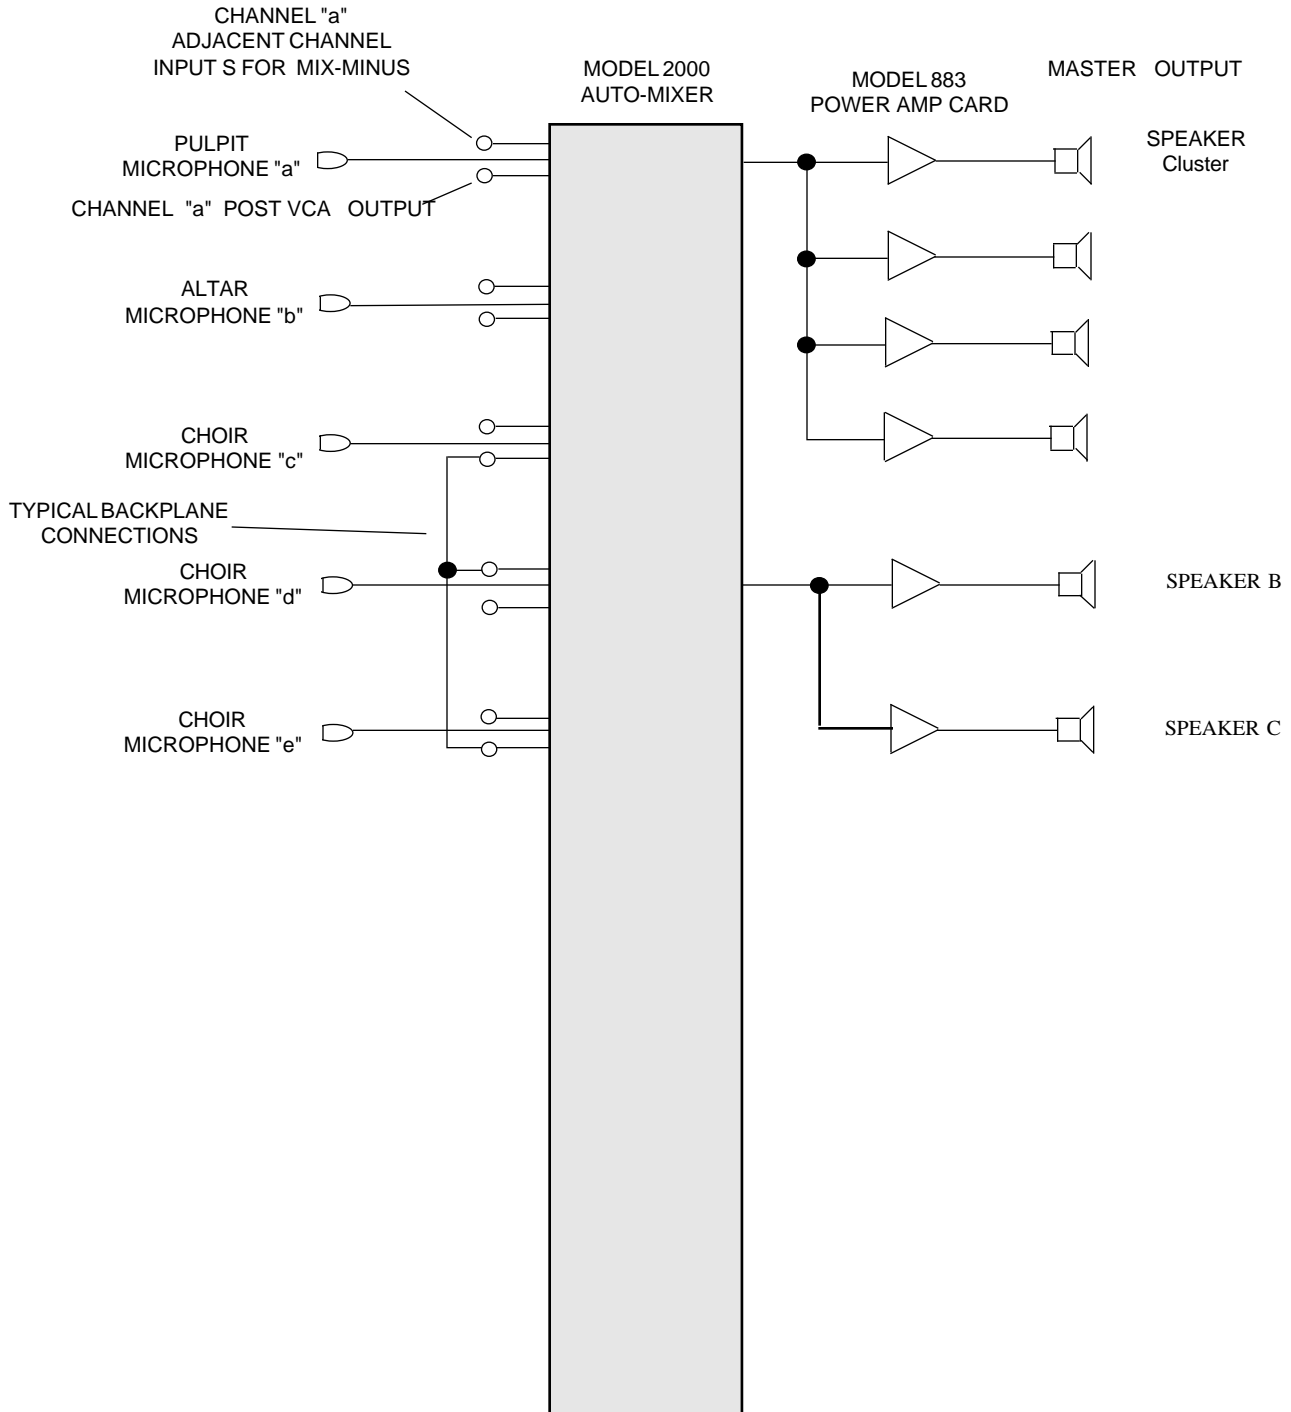 CHANNEL "a"
ADJACENT CHANNEL
INPUT S FOR MIX-MINUS
MODEL 2000
AUTO-MIXER
MODEL 883
POWER AMP CARD
MASTER OUTPUT
PULPIT
MICROPHONE "a"
SPEAKER
Cluster
CHANNEL "a" POST VCA OUTPUT
ALTAR
MICROPHONE "b"
CHOIR
MICROPHONE "c"
TYPICAL BACKPLANE
CONNECTIONS
CHOIR
MICROPHONE "d"
SPEAKER B
CHOIR
MICROPHONE "e"
SPEAKER C